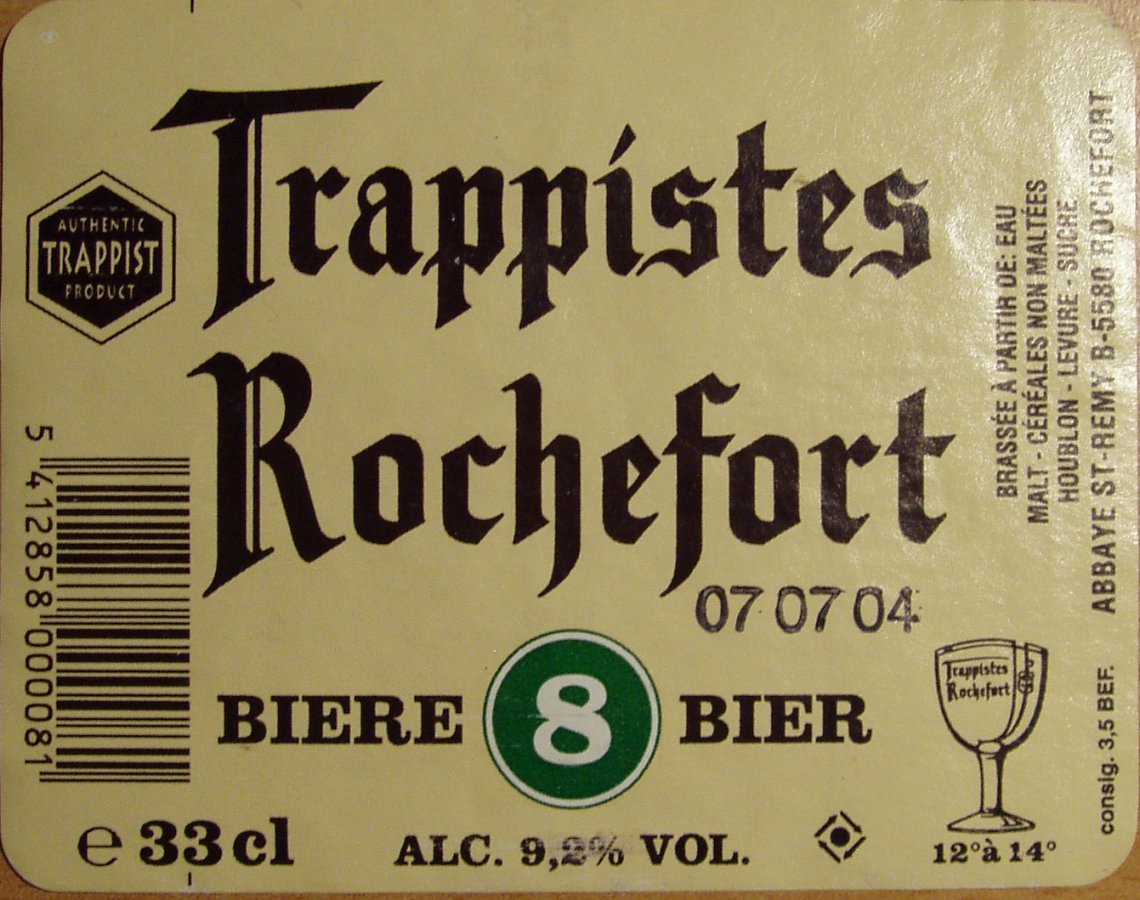 Trappistes
Rochefort
AUTHENTIC
TRAPPIST
PRODUCT
07 07 04
BIERE 8 BIER
e 33 cl
ALC. 9,2% VOL.
12° à 14°
Trappistes
Rochefort
5 412858 000081
BRASSÉE À PARTIR DE: EAU
MALT - CÉRÉALES NON MALTÉES
HOUBLON - LEVURE - SUCRE
ABBAYE ST-REMY B-5580 ROCHEFORT
consig. 3,5 BEF.